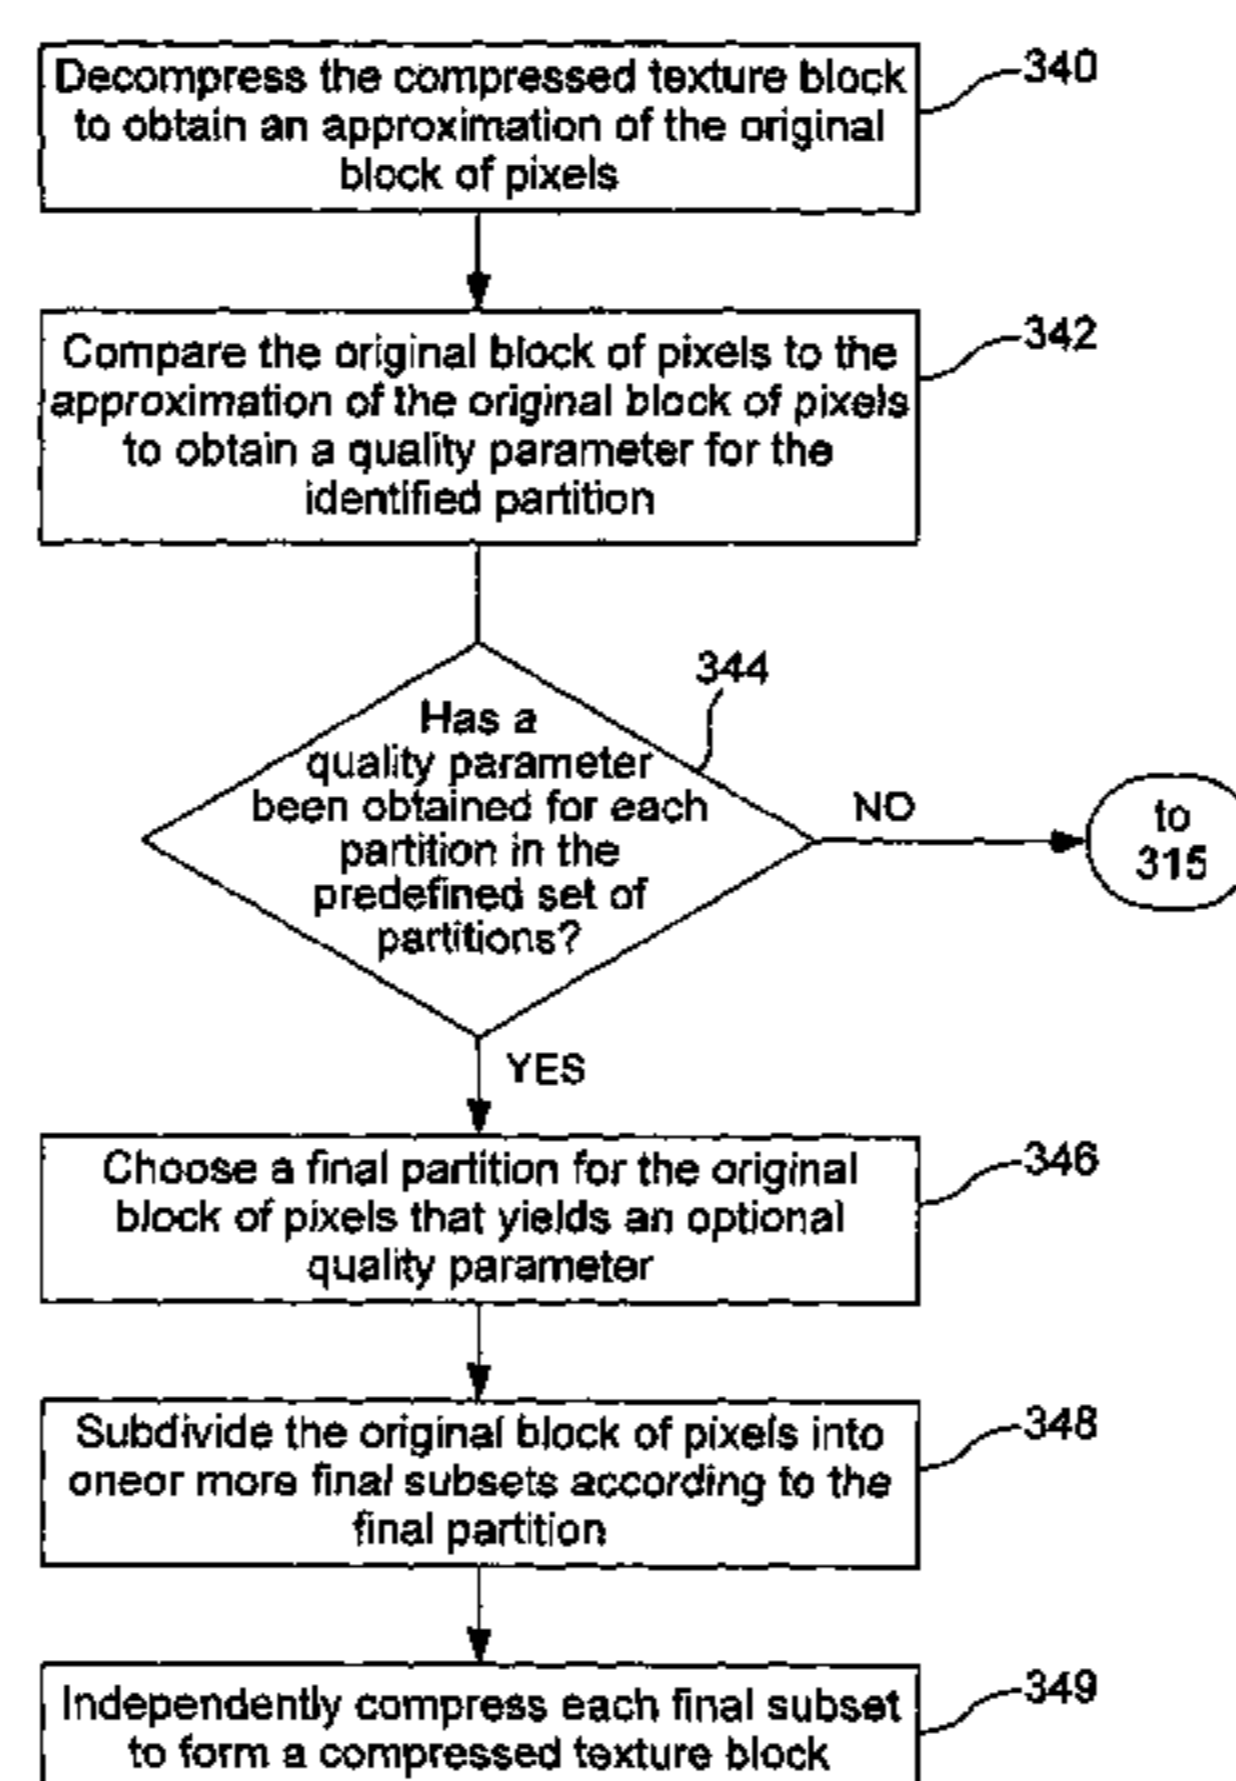 Decompress the compressed texture block
to obtain an approximation of the original
block of pixels
340
Compare the original block of pixels to the
approximation of the original block of pixels
to obtain a quality parameter for the
identified partition
342
344
Has a
quality parameter
been obtained for each
partition in the
predefined set of
partitions?
NO
to
315
YES
Choose a final partition for the original
block of pixels that yields an optional
quality parameter
346
Subdivide the original block of pixels into
oneor more final subsets according to the
final partition
348
Independently compress each final subset
to form a compressed texture block
349